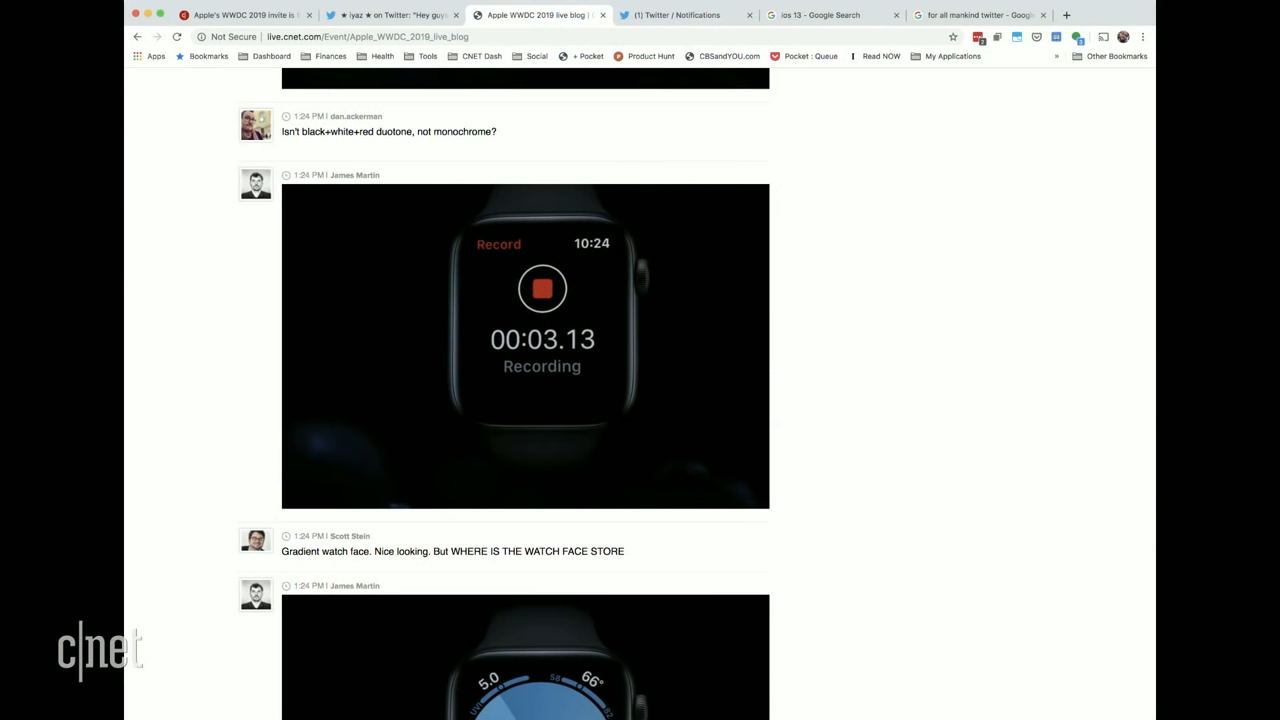 Apple's WWDC 2019 invite is t
★ iyaz ★ on Twitter: "Hey guy
Apple WWDC 2019 live blog |
(1) Twitter / Notifications
ios 13 - Google Search
for all mankind twitter - Goog
Not Secure | live.cnet.com/Event/Apple_WWDC_2019_live_blog
Apps Bookmarks Dashboard Finances Health Tools CNET Dash Social + Pocket Product Hunt CBSandYOU.com Pocket : Queue Read NOW My Applications » Other Bookmarks
1:24 PM | dan.ackerman
Isn't black+white+red duotone, not monochrome?
1:24 PM | James Martin
Record 10:24
00:03.13
Recording
1:24 PM | Scott Stein
Gradient watch face. Nice looking. But WHERE IS THE WATCH FACE STORE
1:24 PM | James Martin
5.0 58 66°
UVI 82
c|net